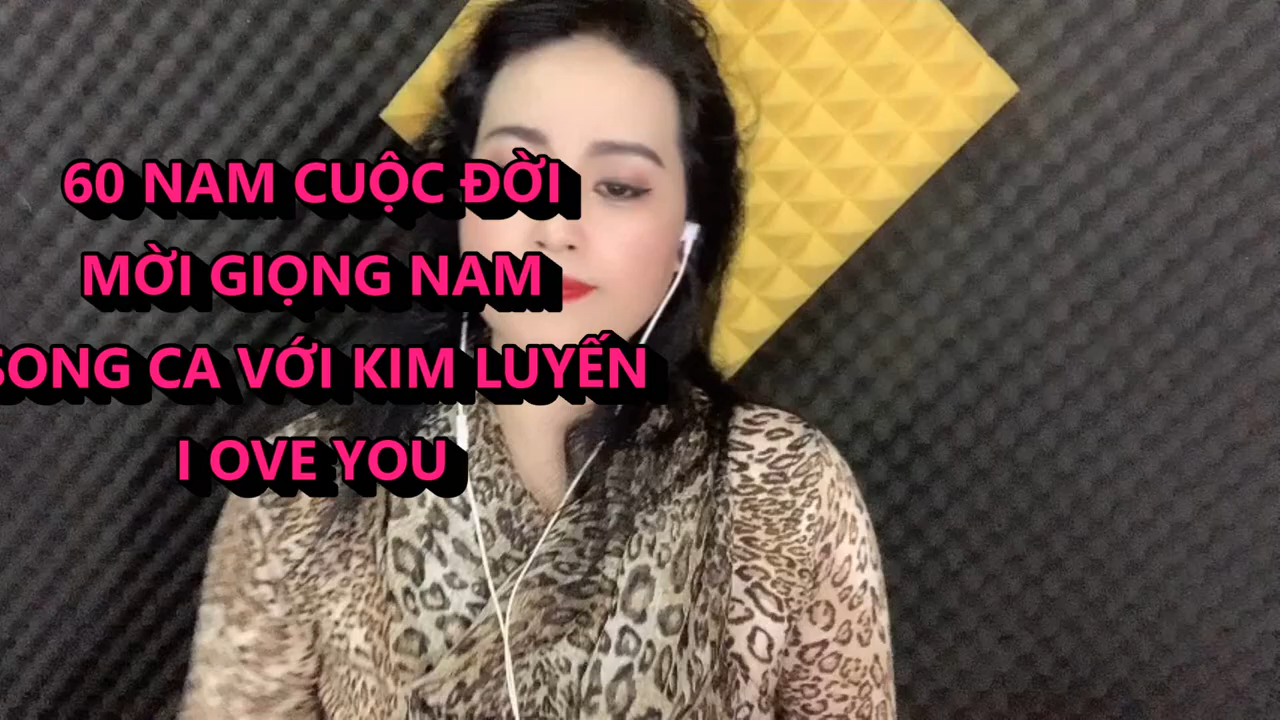 60 NAM CUỘC ĐỜI
MỜI GIỌNG NAM
SONG CA VỚI KIM LUYẾN
I OVE YOU